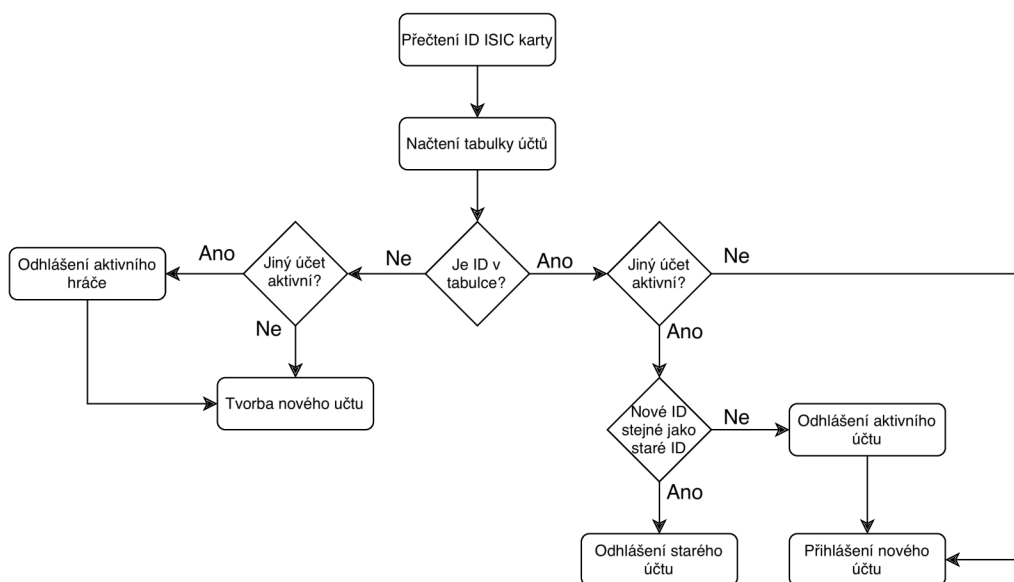 Přečtení ID ISIC karty
Načtení tabulky účtů
Odhlášení aktivního
hráče
Ano
Jiný účet
aktivní?
Ne
Je ID v
tabulce?
Ano
Jiný účet
aktivní?
Ne
Ne
Ano
Tvorba nového učtu
Nové ID
stejné jako
staré ID
Ne
Odhlášení aktivního
účtu
Ano
Odhlášení starého
účtu
Přihlášení nového
účtu